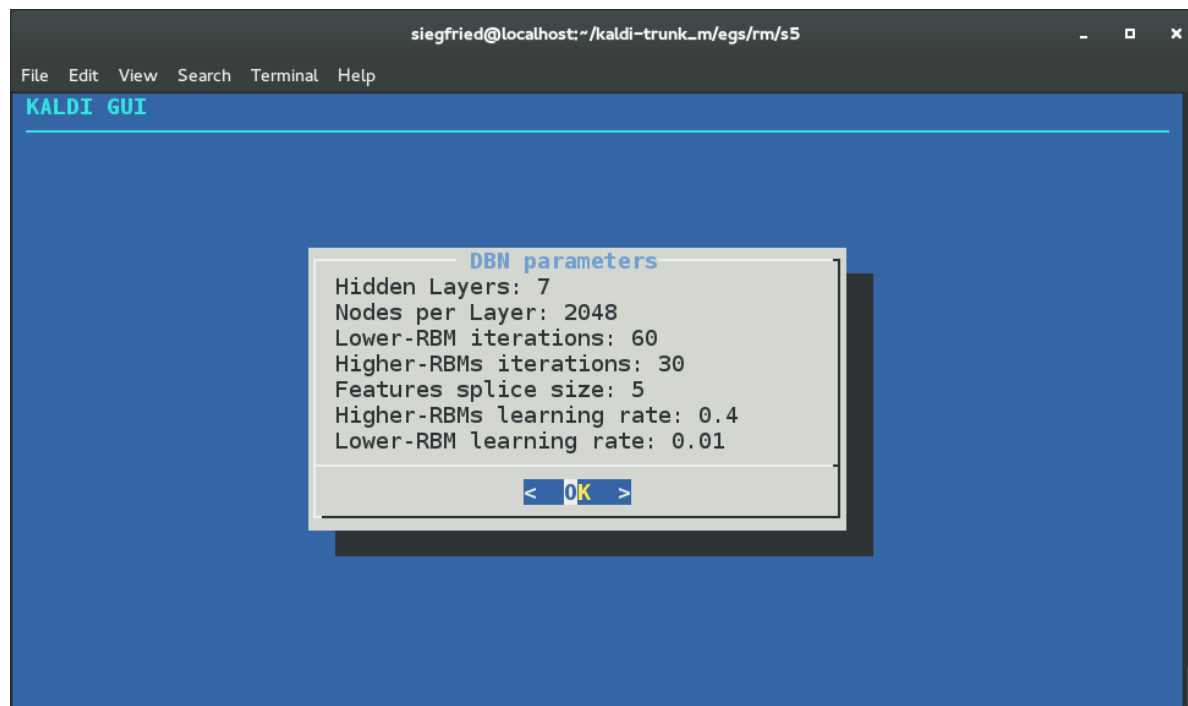 siegfried@localhost:~/kaldi-trunk_m/egs/rm/s5
File Edit View Search Terminal Help
KALDI GUI
DBN parameters
Hidden Layers: 7
Nodes per Layer: 2048
Lower-RBM iterations: 60
Higher-RBMs iterations: 30
Features splice size: 5
Higher-RBMs learning rate: 0.4
Lower-RBM learning rate: 0.01
< OK >